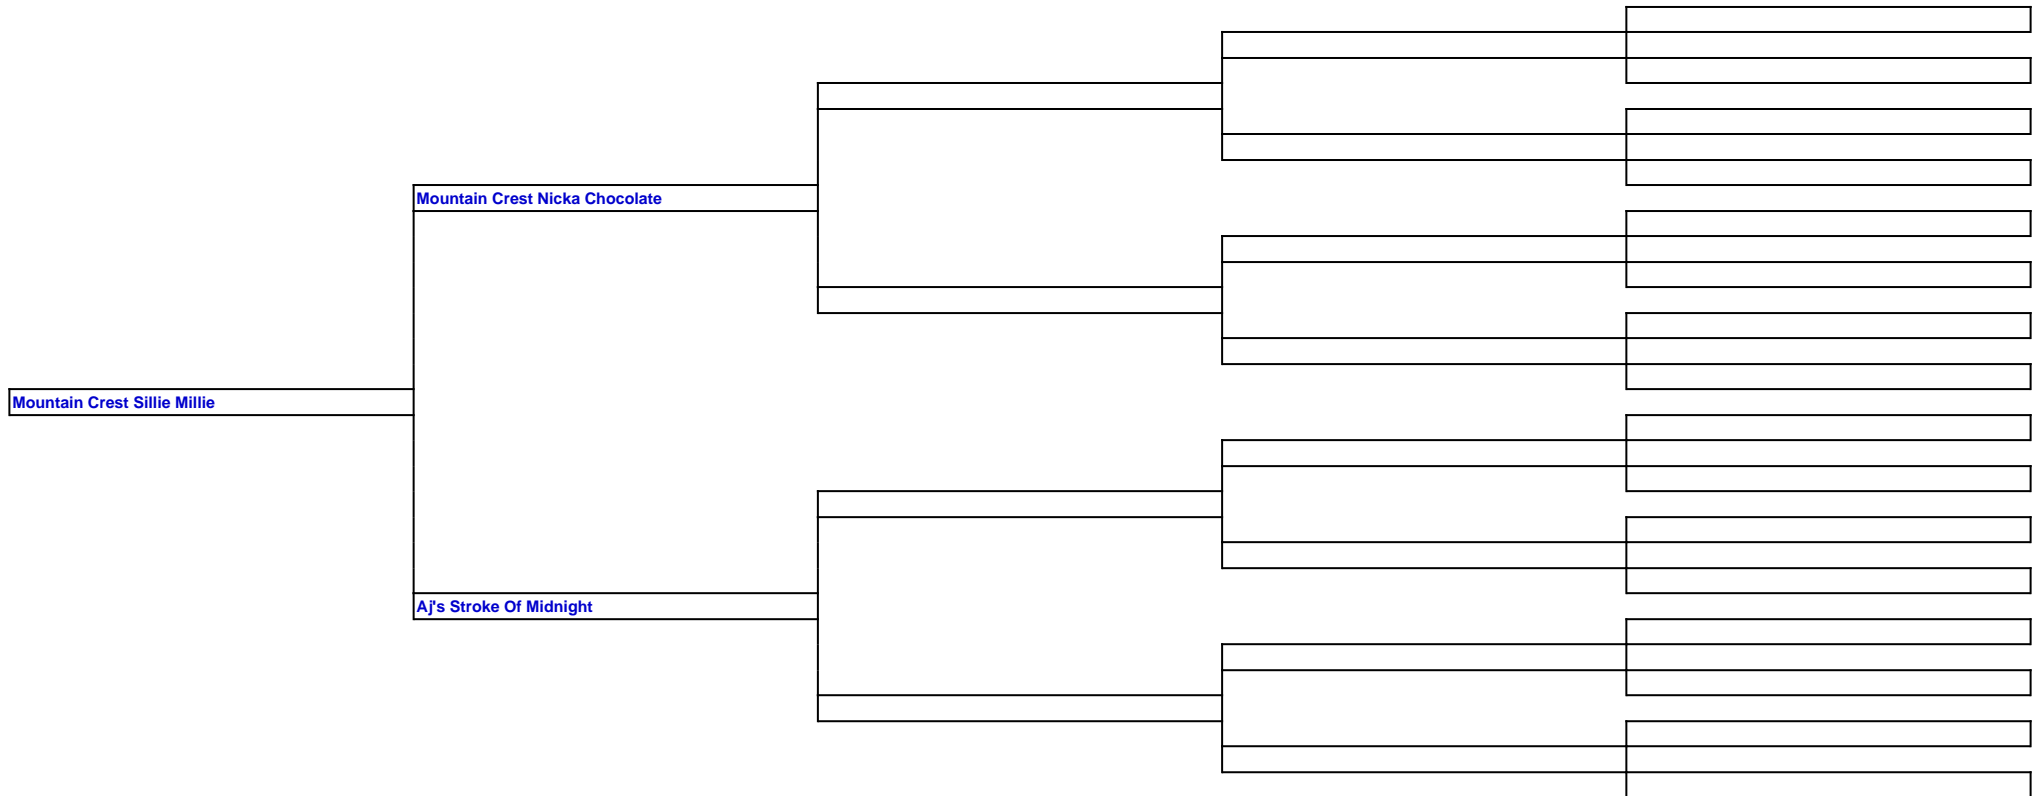 Mountain Crest Nicka Chocolate
Mountain Crest Sillie Millie
Aj's Stroke Of Midnight